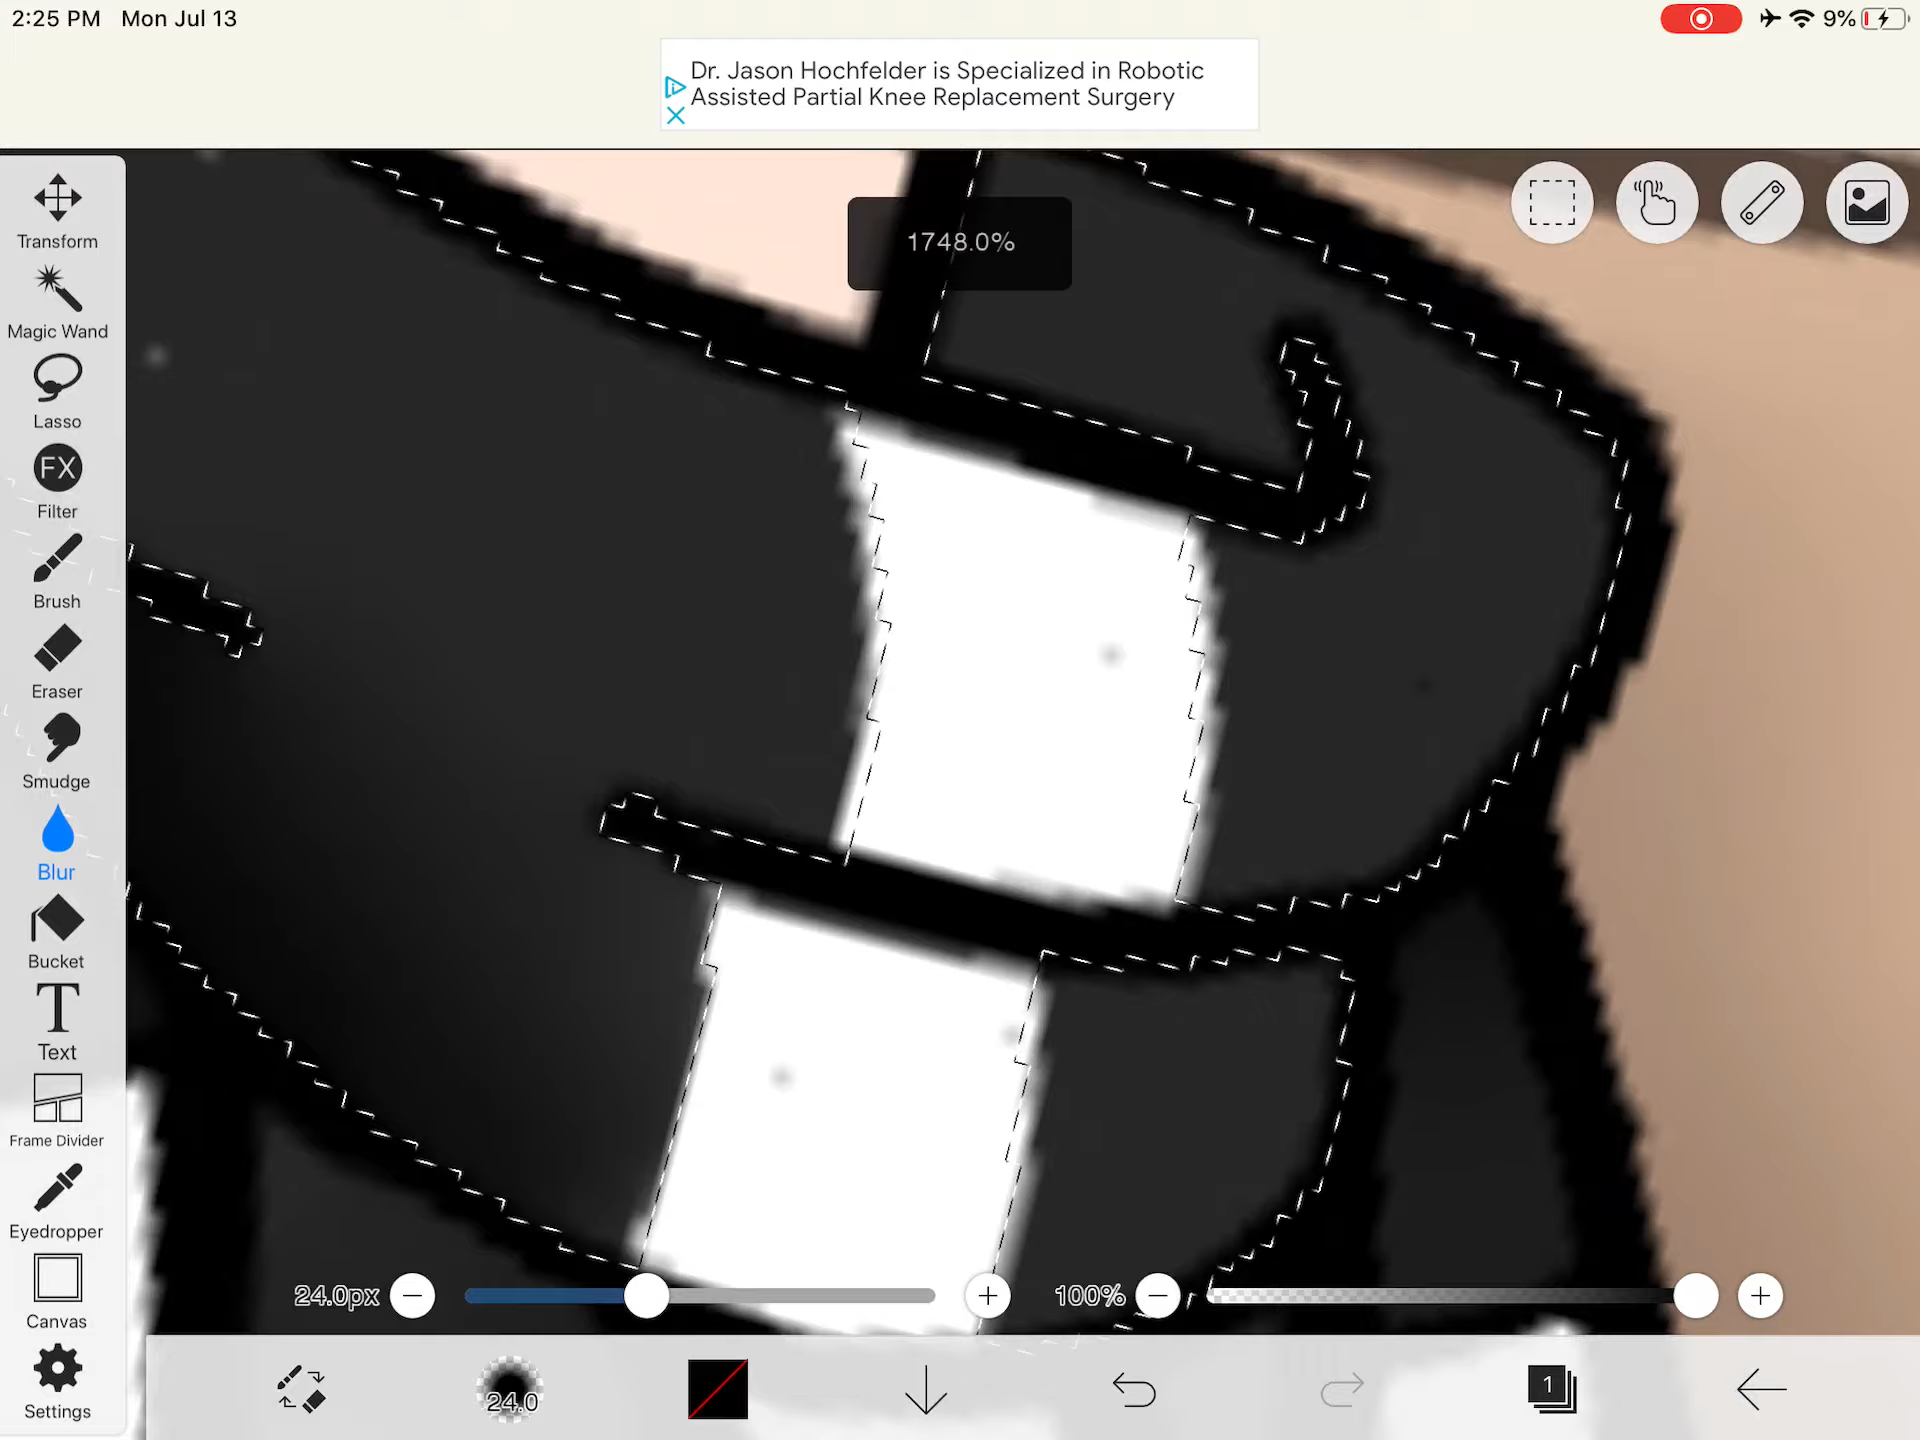 2:25 PM Mon Jul 13
9%
Dr. Jason Hochfelder is Specialized in Robotic
Assisted Partial Knee Replacement Surgery
1748.0%
Transform
Magic Wand
Lasso
FX
Filter
Brush
Eraser
Smudge
Blur
Bucket
T
Text
Frame Divider
Eyedropper
Canvas
Settings
24.0px
100%
24.0
1